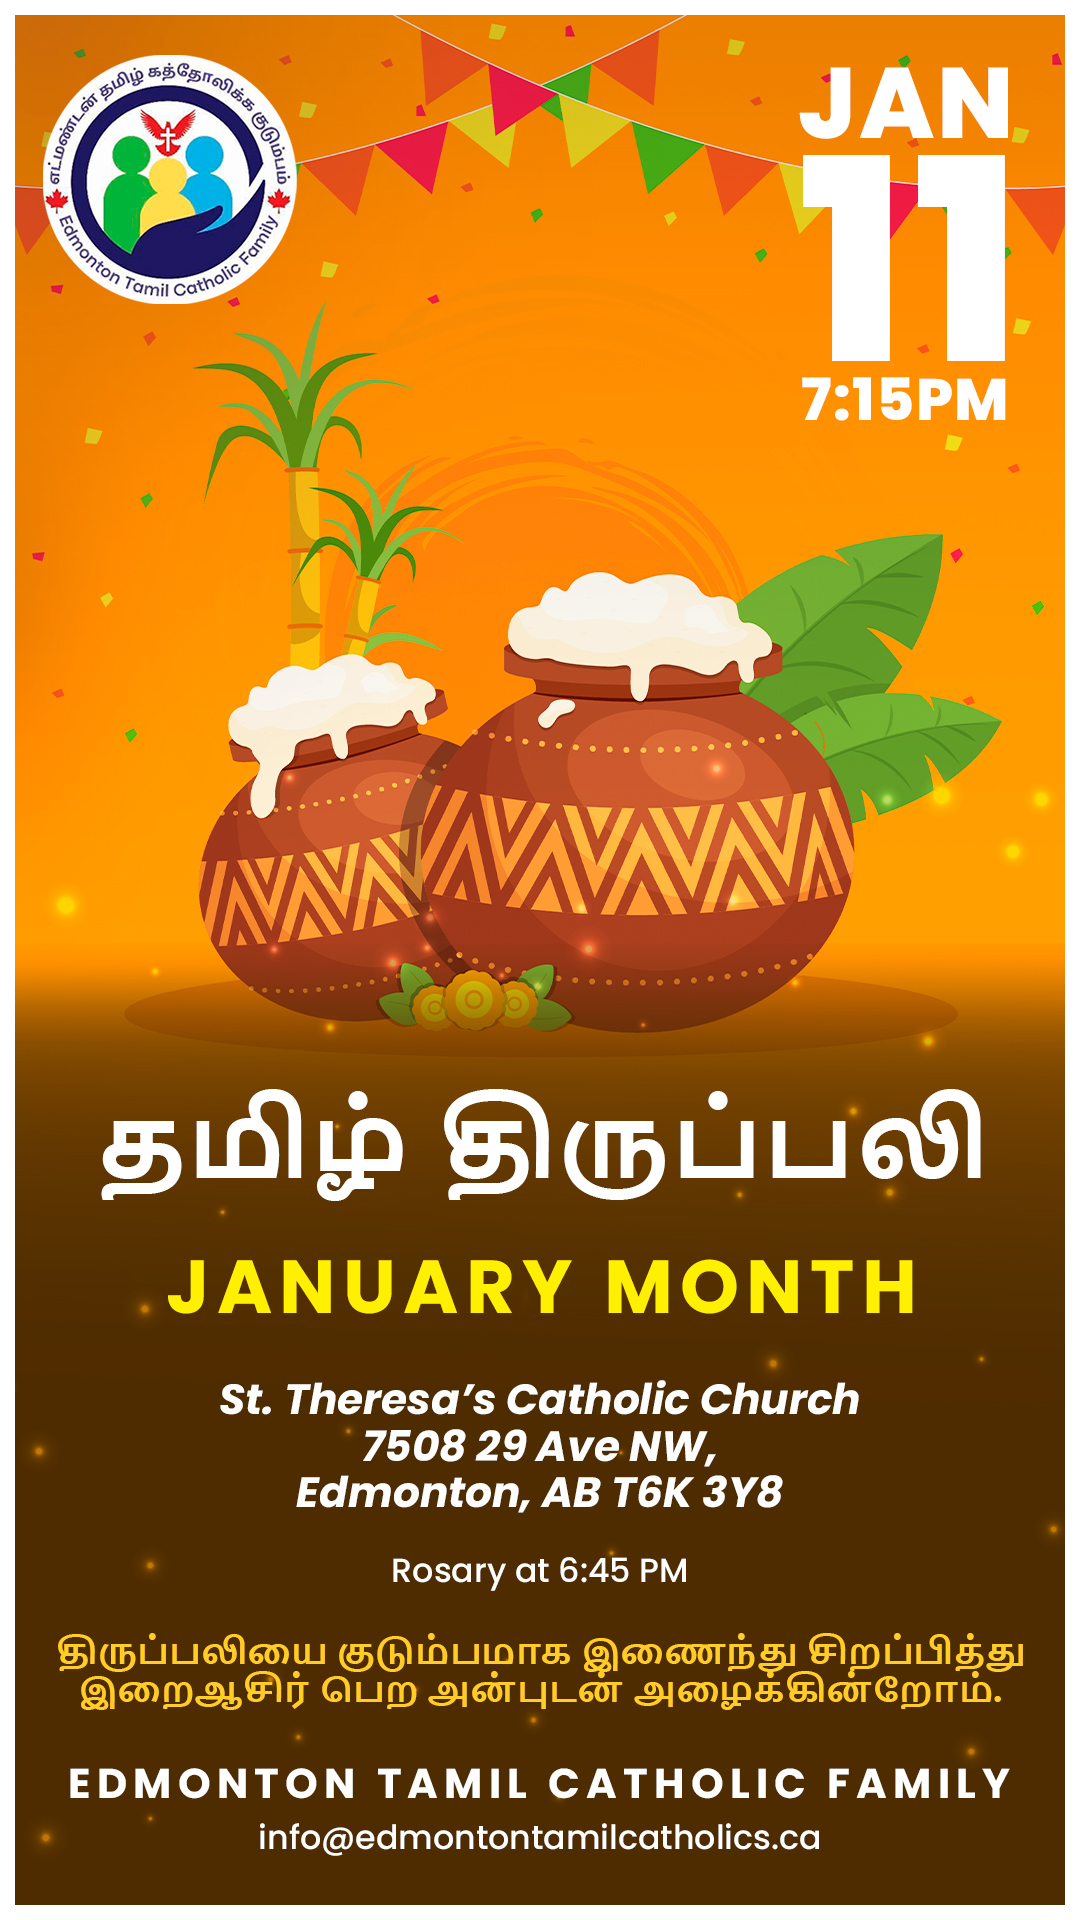 எட்மண்டன் தமிழ் கத்தோலிக்க குடும்பம்
Edmonton Tamil Catholic Family
JAN
11
7:15PM
தமிழ் திருப்பலி
JANUARY MONTH
St. Theresa’s Catholic Church
7508 29 Ave NW,
Edmonton, AB T6K 3Y8
Rosary at 6:45 PM
திருப்பலியை குடும்பமாக இணைந்து சிறப்பித்து
இறைஆசிர் பெற அன்புடன் அழைக்கின்றோம்.
EDMONTON TAMIL CATHOLIC FAMILY
info@edmontontamilcatholics.ca